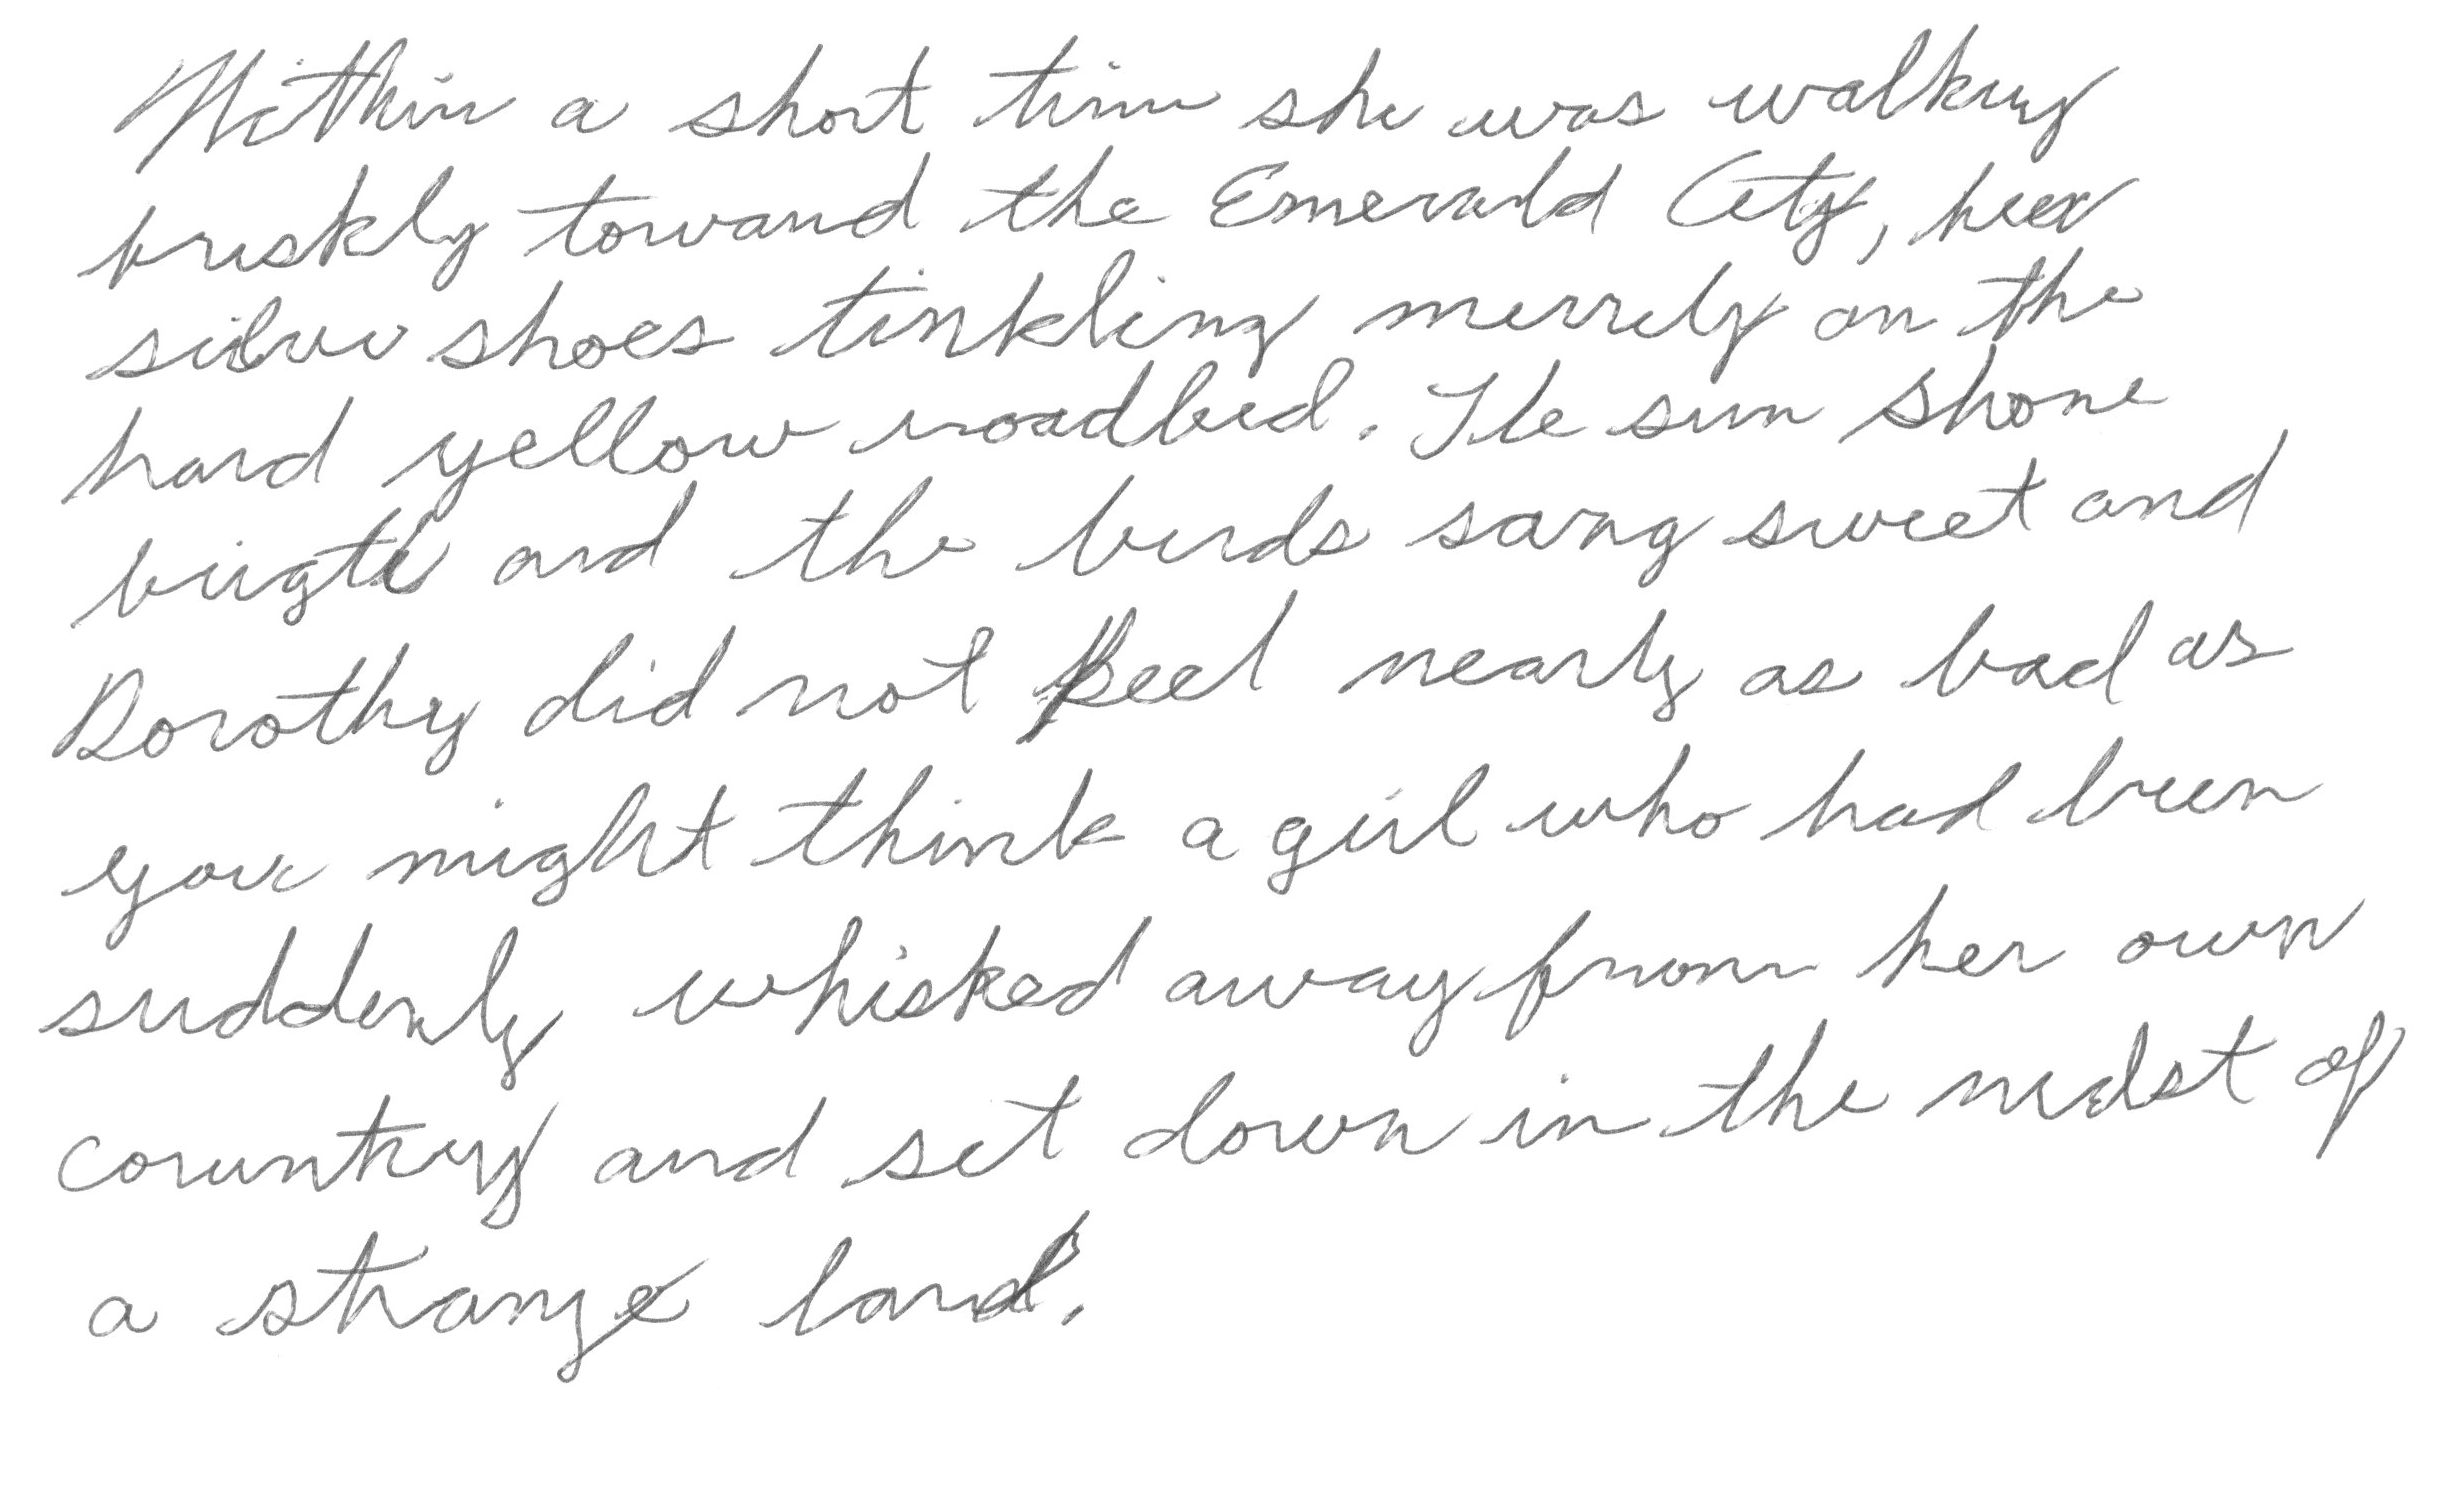 Within a short time she was walking
briskly toward the Emerald City, her
silver shoes tinkling merrily on the
hard yellow roadbed. The sun shone
bright and the birds sang sweet and
Dorothy did not feel nearly as bad as
you might think a girl who had been
suddenly whisked away from her own
country and set down in the midst of
a strange land.